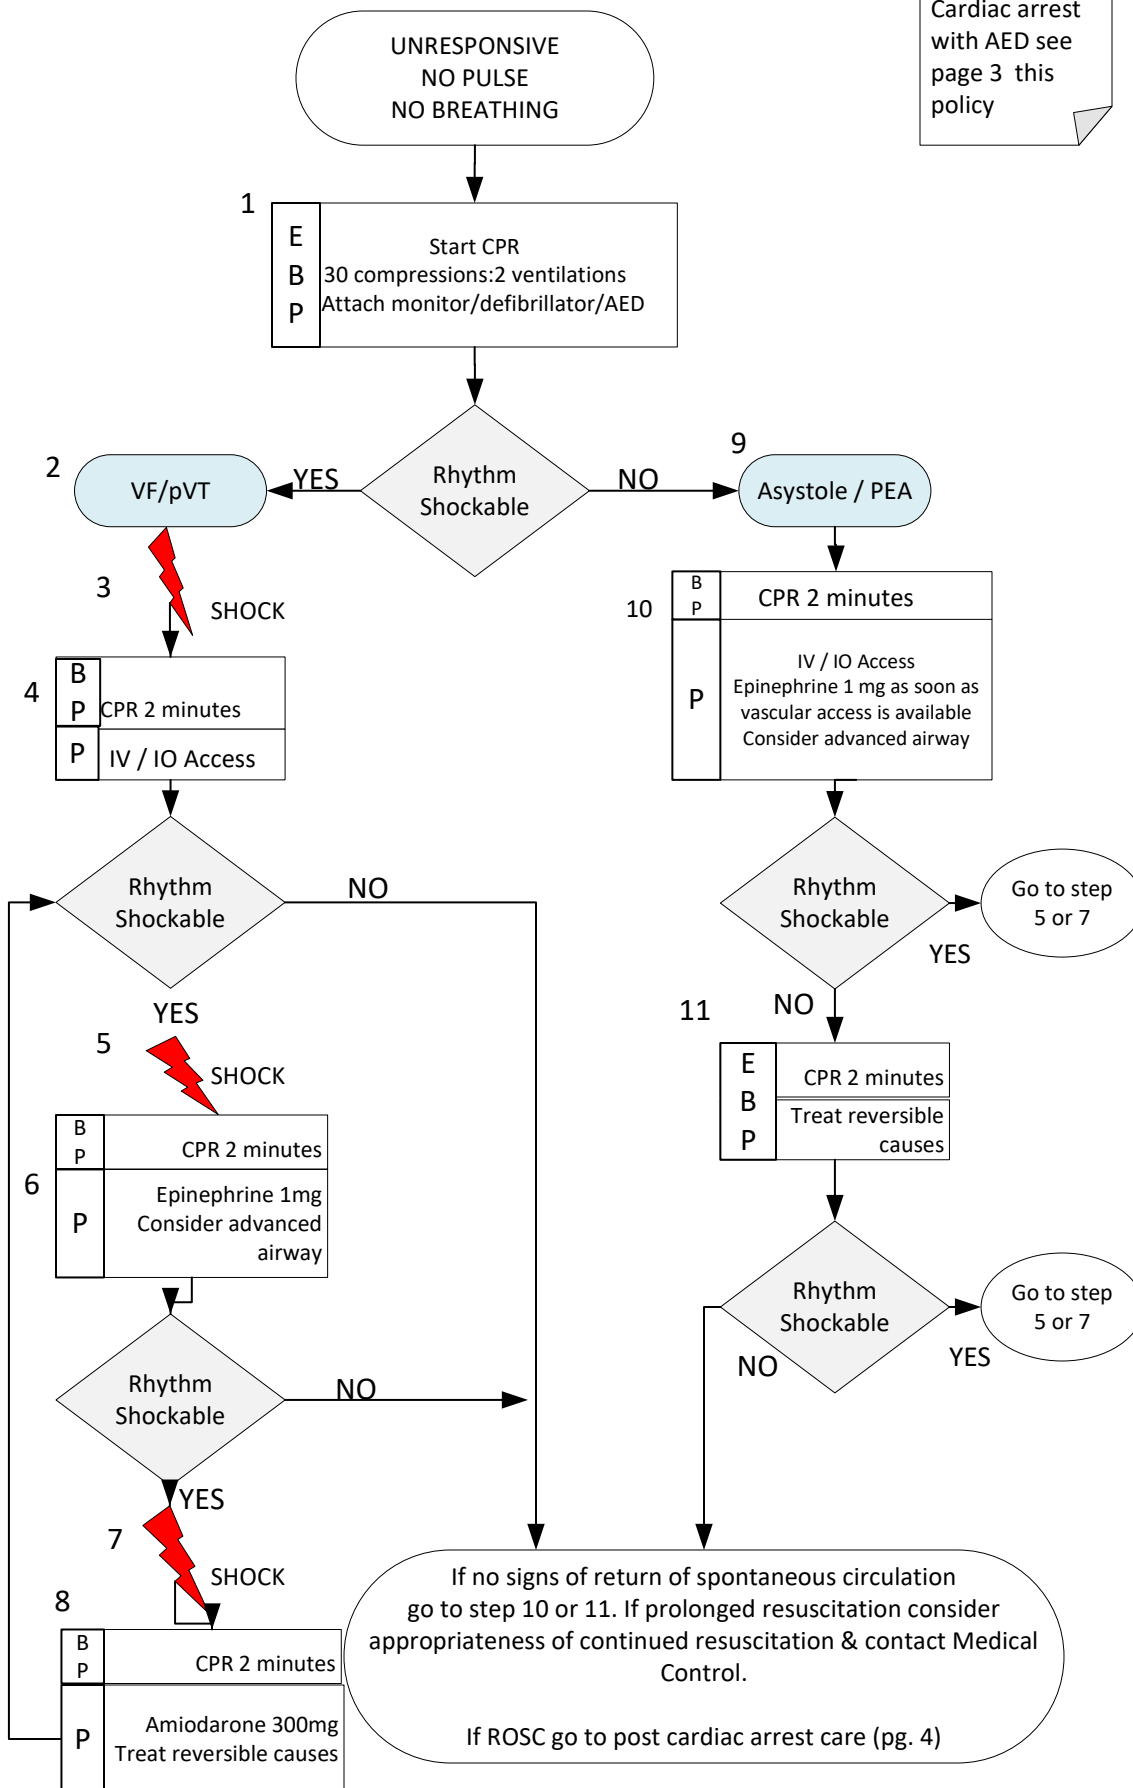 Cardiac arrest
with AED see
page 3 this
policy
UNRESPONSIVE
NO PULSE
NO BREATHING
1
E
B
P
Start CPR
30 compressions:2 ventilations
Attach monitor/defibrillator/AED
Rhythm
Shockable
YES
NO
2
VF/pVT
9
Asystole / PEA
3
SHOCK
4
B
P
CPR 2 minutes
P
IV / IO Access
10
B
P
CPR 2 minutes
P
IV / IO Access
Epinephrine 1 mg as soon as
vascular access is available
Consider advanced airway
Rhythm
Shockable
NO
YES
Rhythm
Shockable
YES
Go to step
5 or 7
NO
5
SHOCK
6
B
P
CPR 2 minutes
P
Epinephrine 1mg
Consider advanced
airway
11
E
B
P
CPR 2 minutes
Treat reversible
causes
Rhythm
Shockable
NO
YES
Rhythm
Shockable
YES
Go to step
5 or 7
NO
7
SHOCK
8
B
P
CPR 2 minutes
P
Amiodarone 300mg
Treat reversible causes
If no signs of return of spontaneous circulation
go to step 10 or 11. If prolonged resuscitation consider
appropriateness of continued resuscitation & contact Medical
Control.
If ROSC go to post cardiac arrest care (pg. 4)